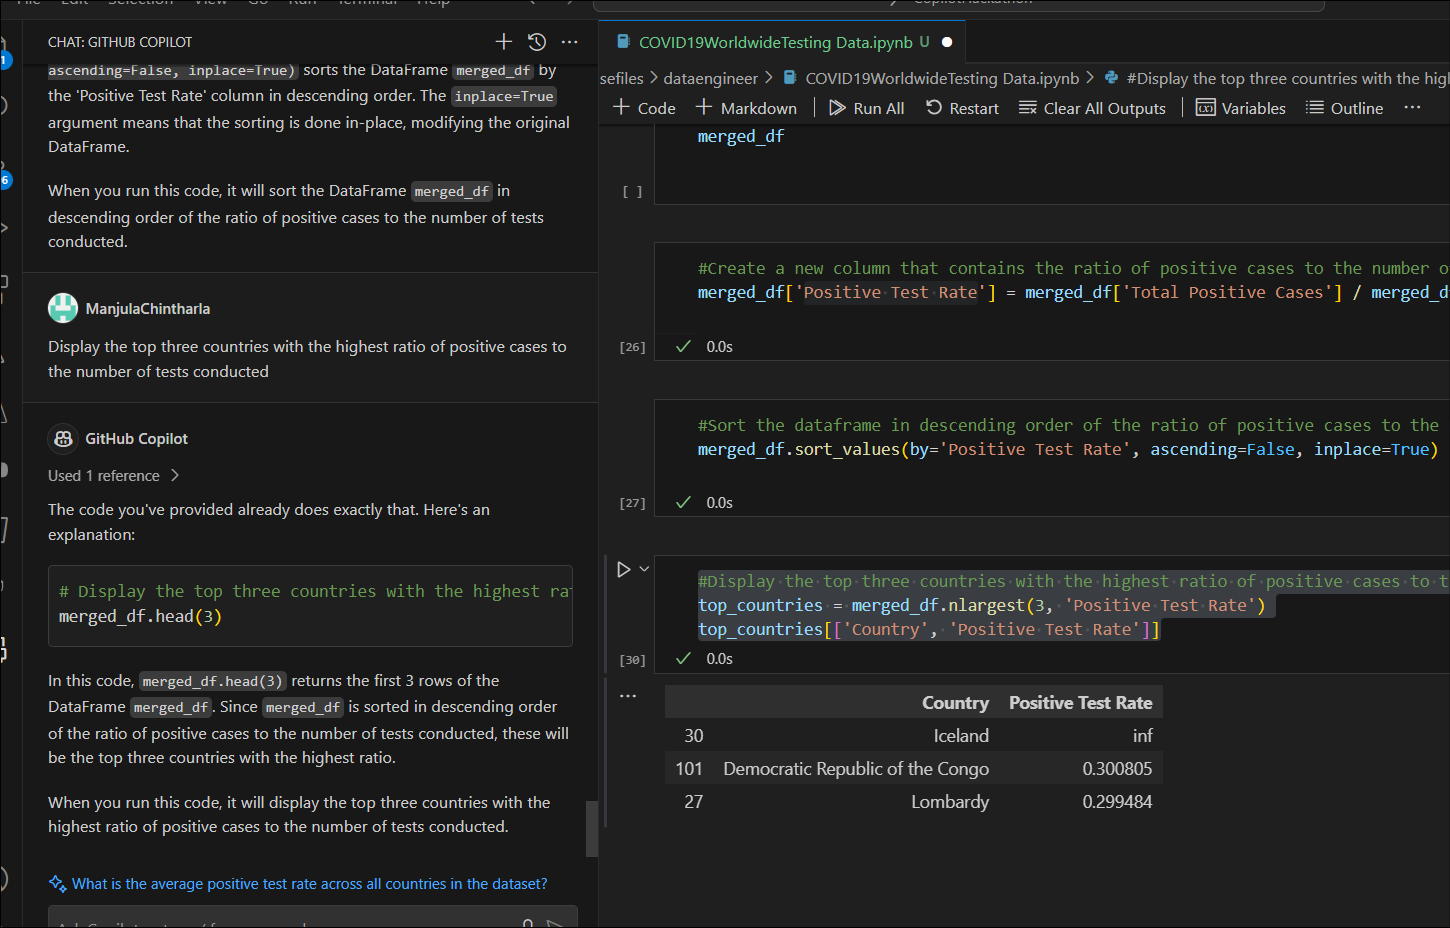 File Edit Selection View Go Run Terminal Help
CopilotHackathon
CHAT: GITHUB COPILOT
ascending=False, inplace=True) sorts the DataFrame merged_df by
the 'Positive Test Rate' column in descending order. The inplace=True
argument means that the sorting is done in-place, modifying the original
DataFrame.
When you run this code, it will sort the DataFrame merged_df in
descending order of the ratio of positive cases to the number of tests
conducted.
ManjulaChintharla
Display the top three countries with the highest ratio of positive cases to
the number of tests conducted
GitHub Copilot
Used 1 reference
The code you've provided already does exactly that. Here's an
explanation:
# Display the top three countries with the highest ra
merged_df.head(3)
In this code, merged_df.head(3) returns the first 3 rows of the
DataFrame merged_df. Since merged_df is sorted in descending order
of the ratio of positive cases to the number of tests conducted, these will
be the top three countries with the highest ratio.
When you run this code, it will display the top three countries with the
highest ratio of positive cases to the number of tests conducted.
What is the average positive test rate across all countries in the dataset?
1
6
COVID19WorldwideTesting Data.ipynb U
sefiles > dataengineer > COVID19WorldwideTesting Data.ipynb > #Display the top three countries with the hig
+ Code + Markdown Run All Restart Clear All Outputs Variables Outline ...
merged_df
[ ]
#Create a new column that contains the ratio of positive cases to the number o
merged_df['Positive Test Rate'] = merged_df['Total Positive Cases'] / merged_d
[26] 0.0s
#Sort the dataframe in descending order of the ratio of positive cases to the
merged_df.sort_values(by='Positive Test Rate', ascending=False, inplace=True)
[27] 0.0s
#Display the top three countries with the highest ratio of positive cases to t
top_countries = merged_df.nlargest(3, 'Positive Test Rate')
top_countries[['Country', 'Positive Test Rate']]
[30] 0.0s
...
Country Positive Test Rate
30 Iceland inf
101 Democratic Republic of the Congo 0.300805
27 Lombardy 0.299484